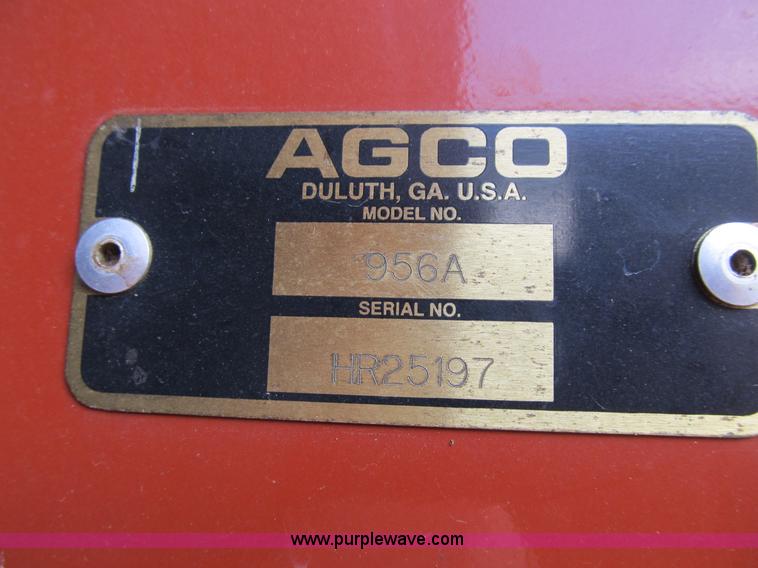 AGCO
DULUTH, GA. U.S.A.
MODEL NO.
956A
SERIAL NO.
HR25197
www.purplewave.com